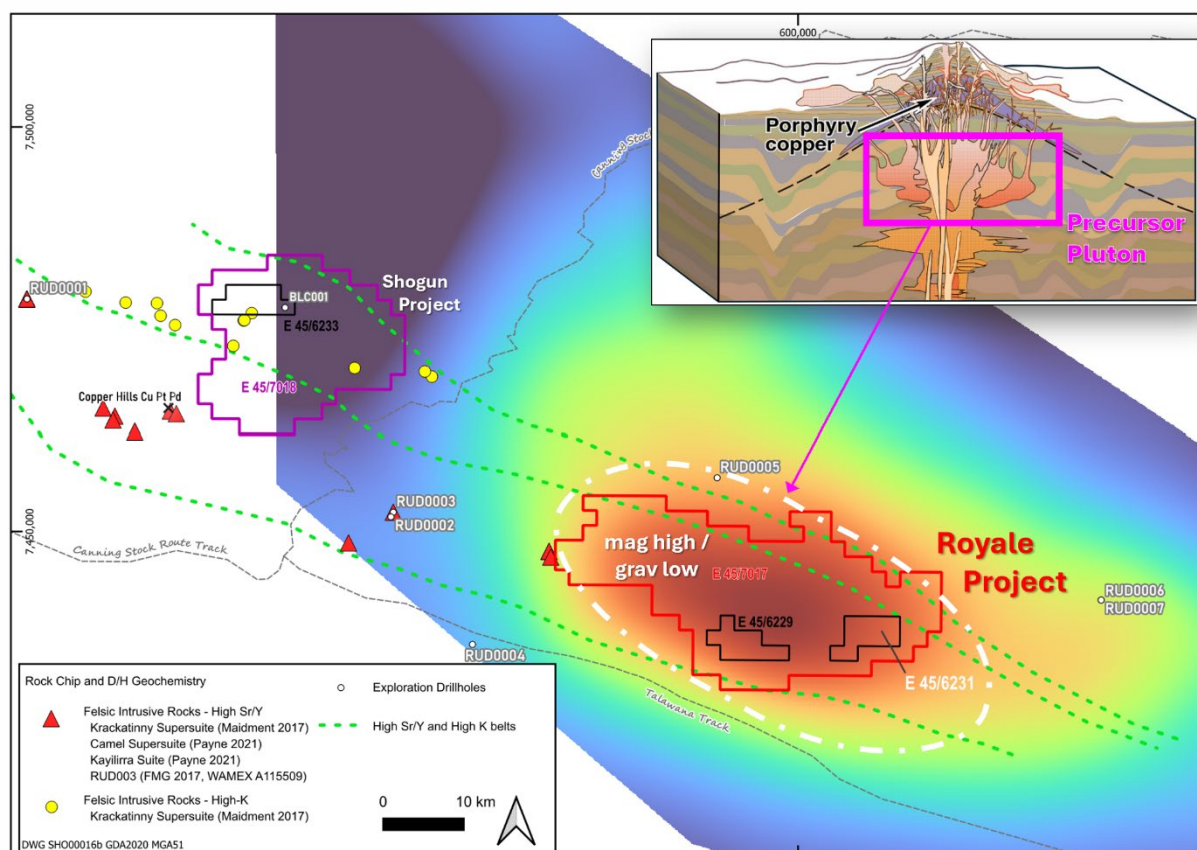 600,000
7,500,000
7,450,000
Porphyry
copper
Precursor
Pluton
Canning Stock
RUD0001
BLC001
Shogun
Project
E 45/6233
E 45/7018
Copper Hills Cu Pt Pd
RUD0003
RUD0002
RUD0005
Canning Stock Route Track
mag high /
grav low
E 45/7017
Royale
Project
RUD0006
RUD0007
E 45/6229
RUD0004
E 45/6231
Talawana Track
Rock Chip and D/H Geochemistry
Felsic Intrusive Rocks - High Sr/Y
Krackatinny Supersuite (Maidment 2017)
Camel Supersuite (Payne 2021)
Kayilirra Suite (Payne 2021)
RUD003 (FMG 2017, WAMEX A115509)
Felsic Intrusive Rocks - High-K
Krackatinny Supersuite (Maidment 2017)
Exploration Drillholes
High Sr/Y and High K belts
0 10 km
DWG SHO00016b GDA2020 MGA51